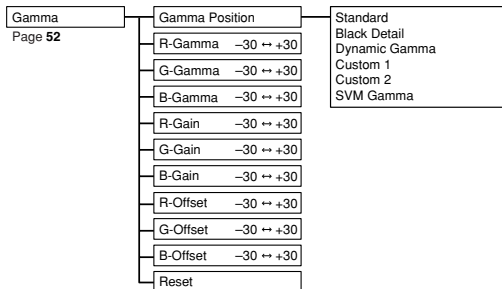 Gamma
Page 52
Gamma Position
R-Gamma –30 ↔ +30
G-Gamma –30 ↔ +30
B-Gamma –30 ↔ +30
R-Gain –30 ↔ +30
G-Gain –30 ↔ +30
B-Gain –30 ↔ +30
R-Offset –30 ↔ +30
G-Offset –30 ↔ +30
B-Offset –30 ↔ +30
Reset
Standard
Black Detail
Dynamic Gamma
Custom 1
Custom 2
SVM Gamma